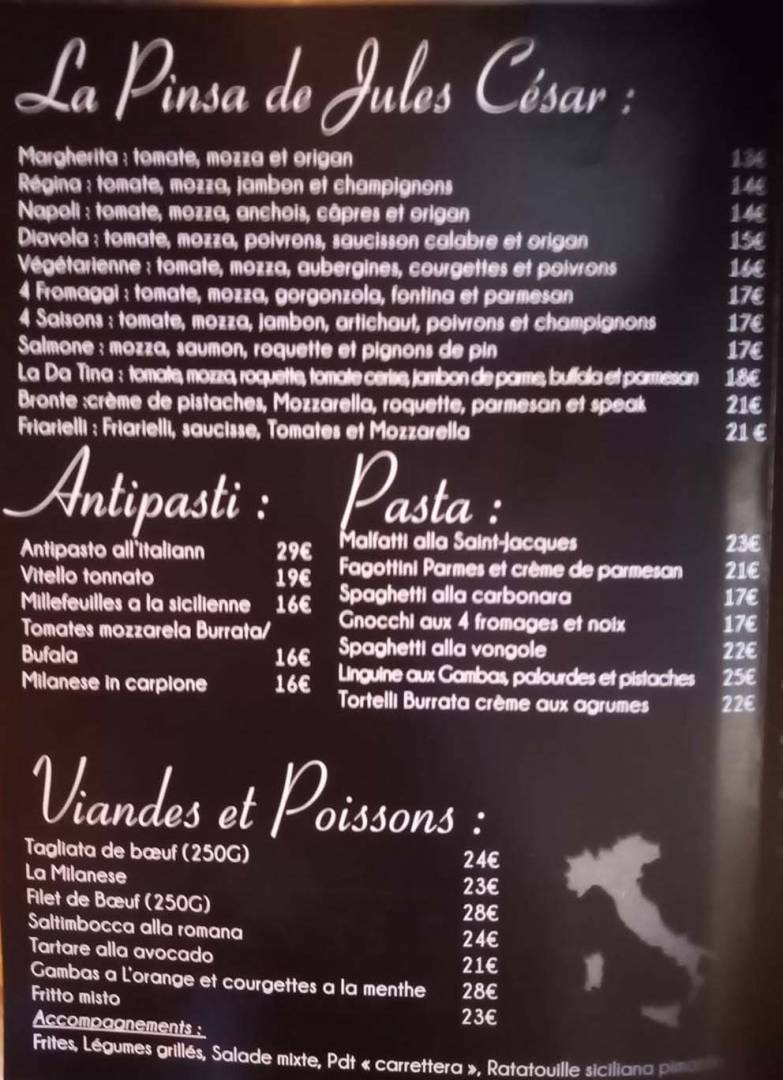 La Pinsa de Jules César :
Margherita : tomate, mozza et origan 13€
Régina : tomate, mozza, jambon et champignons 14€
Napoli : tomate, mozza, anchois, câpres et origan 14€
Diavola : tomate, mozza, poivrons, saucisson calabre et origan 15€
Végétarienne : tomate, mozza, aubergines, courgettes et poivrons 16€
4 Fromaggi : tomate, mozza, gorgonzola, fontina et parmesan 17€
4 Saisons : tomate, mozza, jambon, artichaut, poivrons et champignons 17€
Salmone : mozza, saumon, roquette et pignons de pin 17€
La Da Tina : tomate, mozza, roquette, tomate cerise, jambon de parme, bufala et parmesan 18€
Bronte :crème de pistaches, Mozzarella, roquette, parmesan et speak 21€
Friarielli : Friarielli, saucisse, Tomates et Mozzarella 21 €
Antipasti :
Antipasto all'italiann 29€
Vitello tonnato 19€
Millefeuilles a la sicilienne 16€
Tomates mozzarela Burrata/
Bufala 16€
Milanese in carpione 16€
Pasta :
Malfatti alla Saint-Jacques 23€
Fagottini Parmes et crème de parmesan 21€
Spaghetti alla carbonara 17€
Gnocchi aux 4 fromages et noix 17€
Spaghetti alla vongole 22€
Linguine aux Gambas, palourdes et pistaches 25€
Tortelli Burrata crème aux agrumes 22€
Viandes et Poissons :
Tagliata de bœuf (250G) 24€
La Milanese 23€
Filet de Bœuf (250G) 28€
Saltimbocca alla romana 24€
Tartare alla avocado 21€
Gambas a L'orange et courgettes a la menthe 28€
Fritto misto 23€
Accompagnements :
Frites, Légumes grillés, Salade mixte, Pdt « carrettera », Ratatouille siciliana